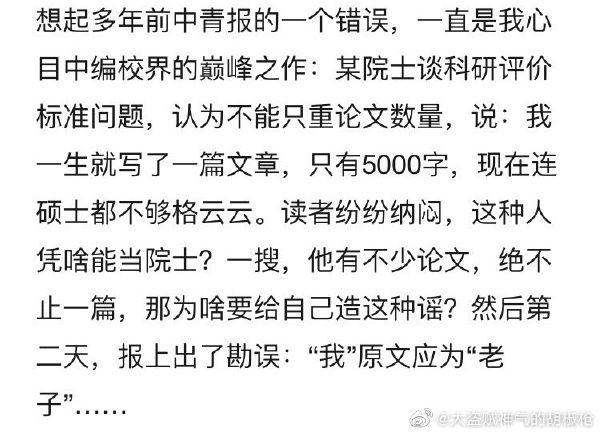 想起多年前中青报的一个错误，一直是我心
目中编校界的巅峰之作：某院士谈科研评价
标准问题，认为不能只重论文数量，说：我
一生就写了一篇文章，只有5000字，现在连
硕士都不够格云云。读者纷纷纳闷，这种人
凭啥能当院士？一搜，他有不少论文，绝不
止一篇，那为啥要给自己造这种谣？然后第
二天，报上出了勘误：“我”原文应为“老
子”……
@大盗贼神气的胡椒枪